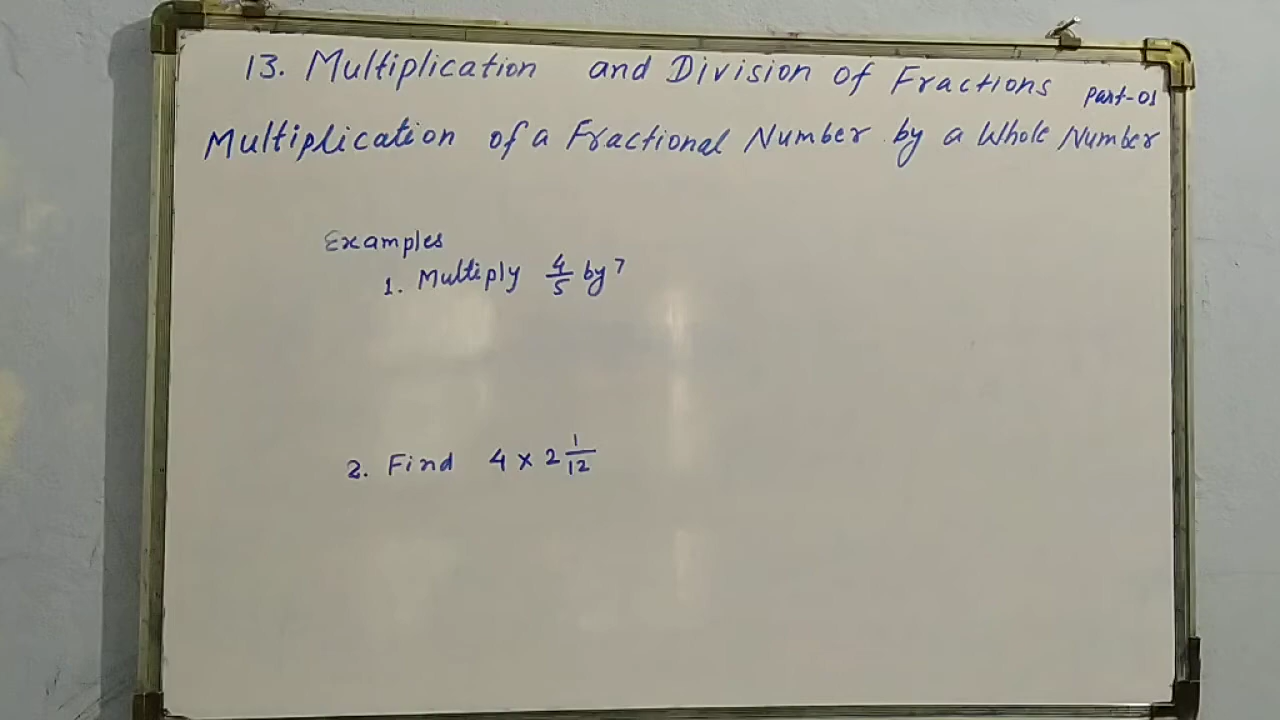 13. Multiplication and Division of Fractions Part-01
Multiplication of a Fractional Number by a Whole Number
Examples
1. Multiply 4/5 by 7
2. Find 4 × 2 1/12